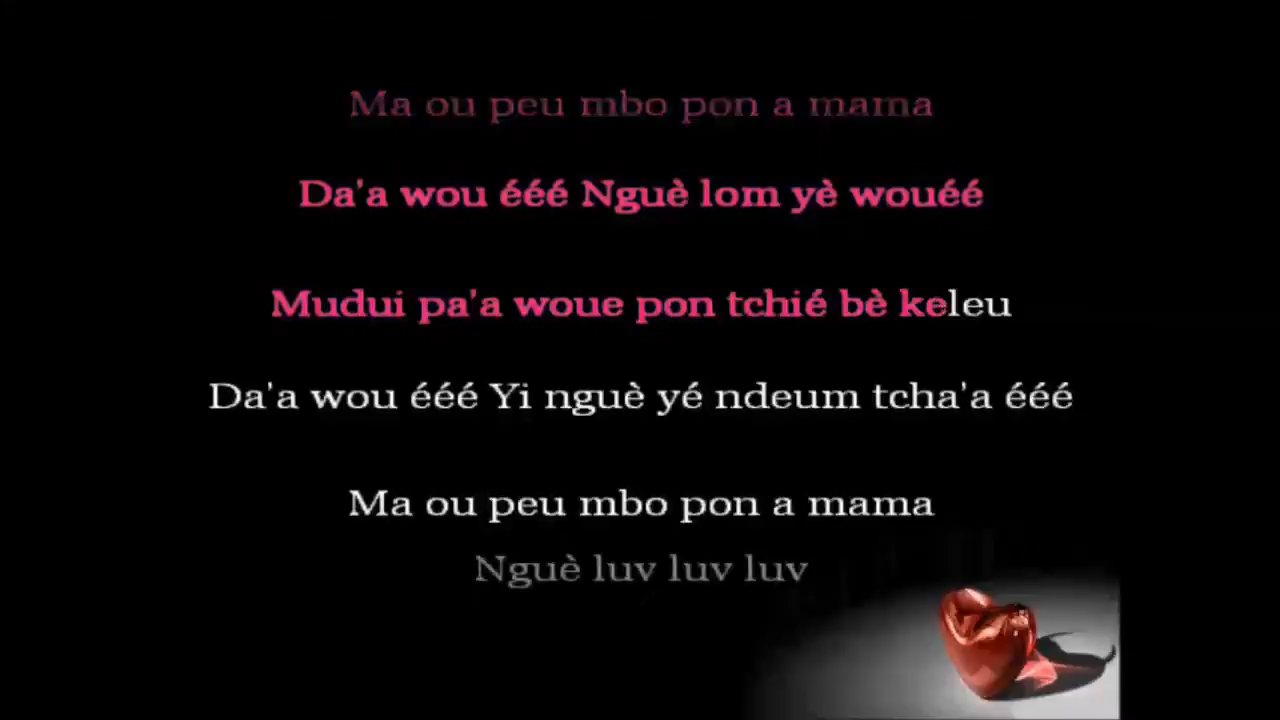 Ma ou peu mbo pon a mama
Da'a wou ééé Nguè lom yè wouéé
Mudui pa'a woue pon tchié bè keleu
Da'a wou ééé Yi nguè yé ndeum tcha'a ééé
Ma ou peu mbo pon a mama
Nguè luv luv luv